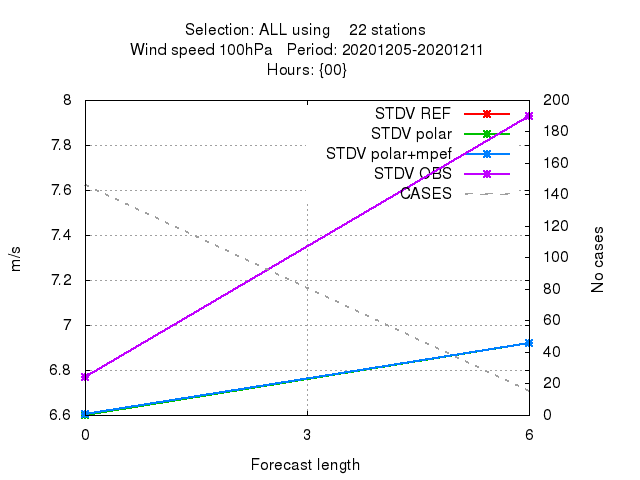 Selection: ALL using 22 stations
Wind speed 100hPa Period: 20201205-20201211
Hours: {00}
8
7.8
7.6
7.4
7.2
7
6.8
6.6
m/s
STDV REF
STDV polar
STDV polar+mpef
STDV OBS
CASES
200
180
160
140
120
100
80
60
40
20
0
No cases
0 3 6
Forecast length